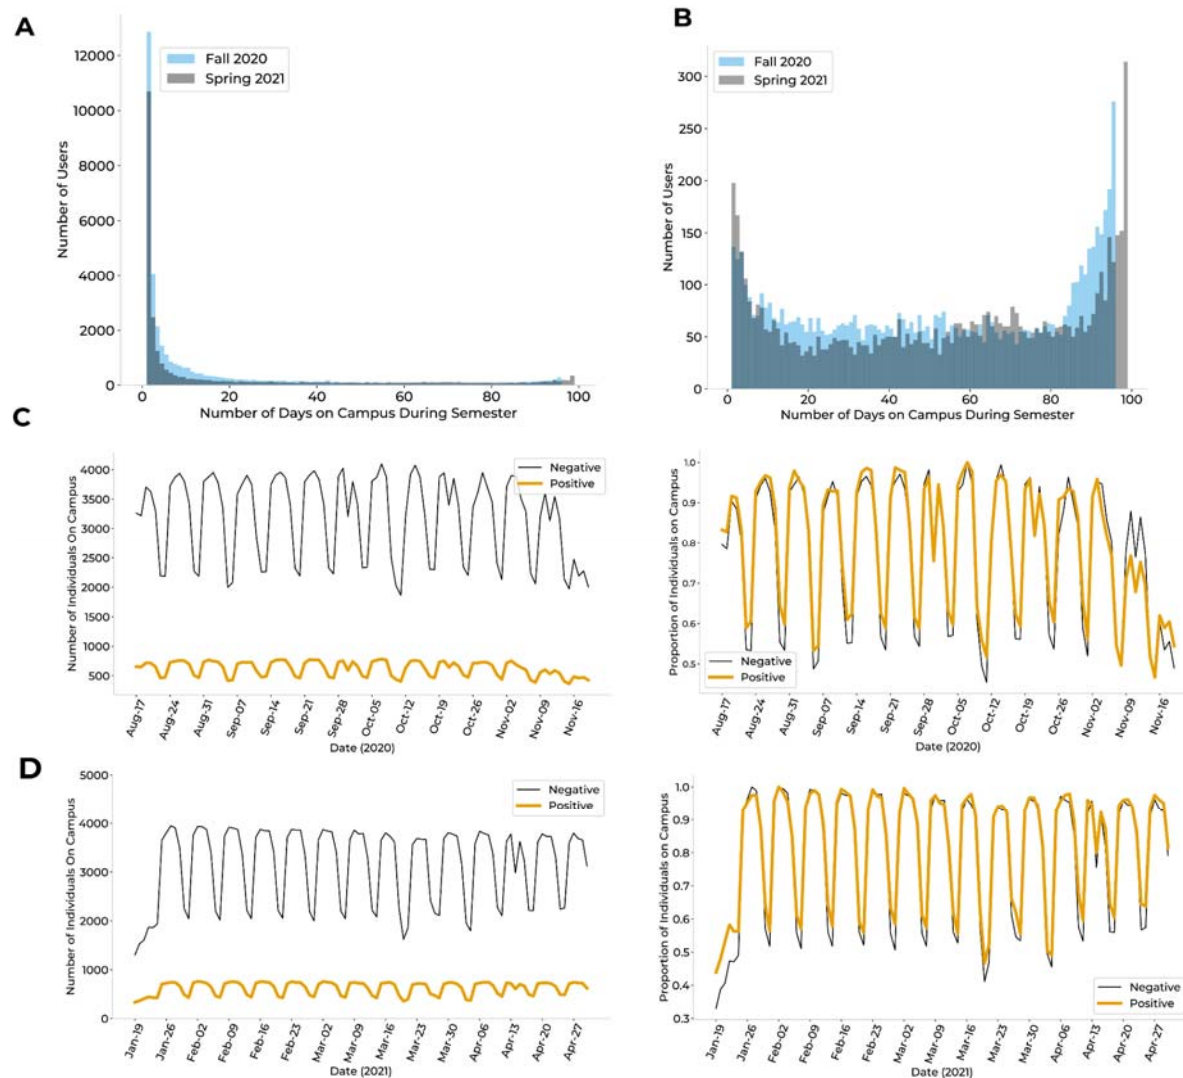 A
12000
10000
8000
6000
4000
2000
0
Number of Users
Fall 2020
Spring 2021
0 20 40 60 80 100
Number of Days on Campus During Semester
B
300
250
200
150
100
50
0
Number of Users
Fall 2020
Spring 2021
0 20 40 60 80 100
Number of Days on Campus During Semester
C
4000
3500
3000
2500
2000
1500
1000
500
Number of Individuals On Campus
Negative
Positive
Aug-17 Aug-24 Aug-31 Sep-07 Sep-14 Sep-21 Sep-28 Oct-05 Oct-12 Oct-19 Oct-26 Nov-02 Nov-09 Nov-16
Date (2020)
1.0
0.9
0.8
0.7
0.6
0.5
Proportion of Individuals on Campus
Negative
Positive
Aug-17 Aug-24 Aug-31 Sep-07 Sep-14 Sep-21 Sep-28 Oct-05 Oct-12 Oct-19 Oct-26 Nov-02 Nov-09 Nov-16
Date (2020)
D
5000
4000
3000
2000
1000
0
Number of Individuals On Campus
Negative
Positive
Jan-19 Jan-26 Feb-02 Feb-09 Feb-16 Feb-23 Mar-02 Mar-09 Mar-16 Mar-23 Mar-30 Apr-06 Apr-13 Apr-20 Apr-27
Date (2021)
1.0
0.9
0.8
0.7
0.6
0.5
0.4
0.3
Proportion of Individuals on Campus
Negative
Positive
Jan-19 Jan-26 Feb-02 Feb-09 Feb-16 Feb-23 Mar-02 Mar-09 Mar-16 Mar-23 Mar-30 Apr-06 Apr-13 Apr-20 Apr-27
Date (2021)